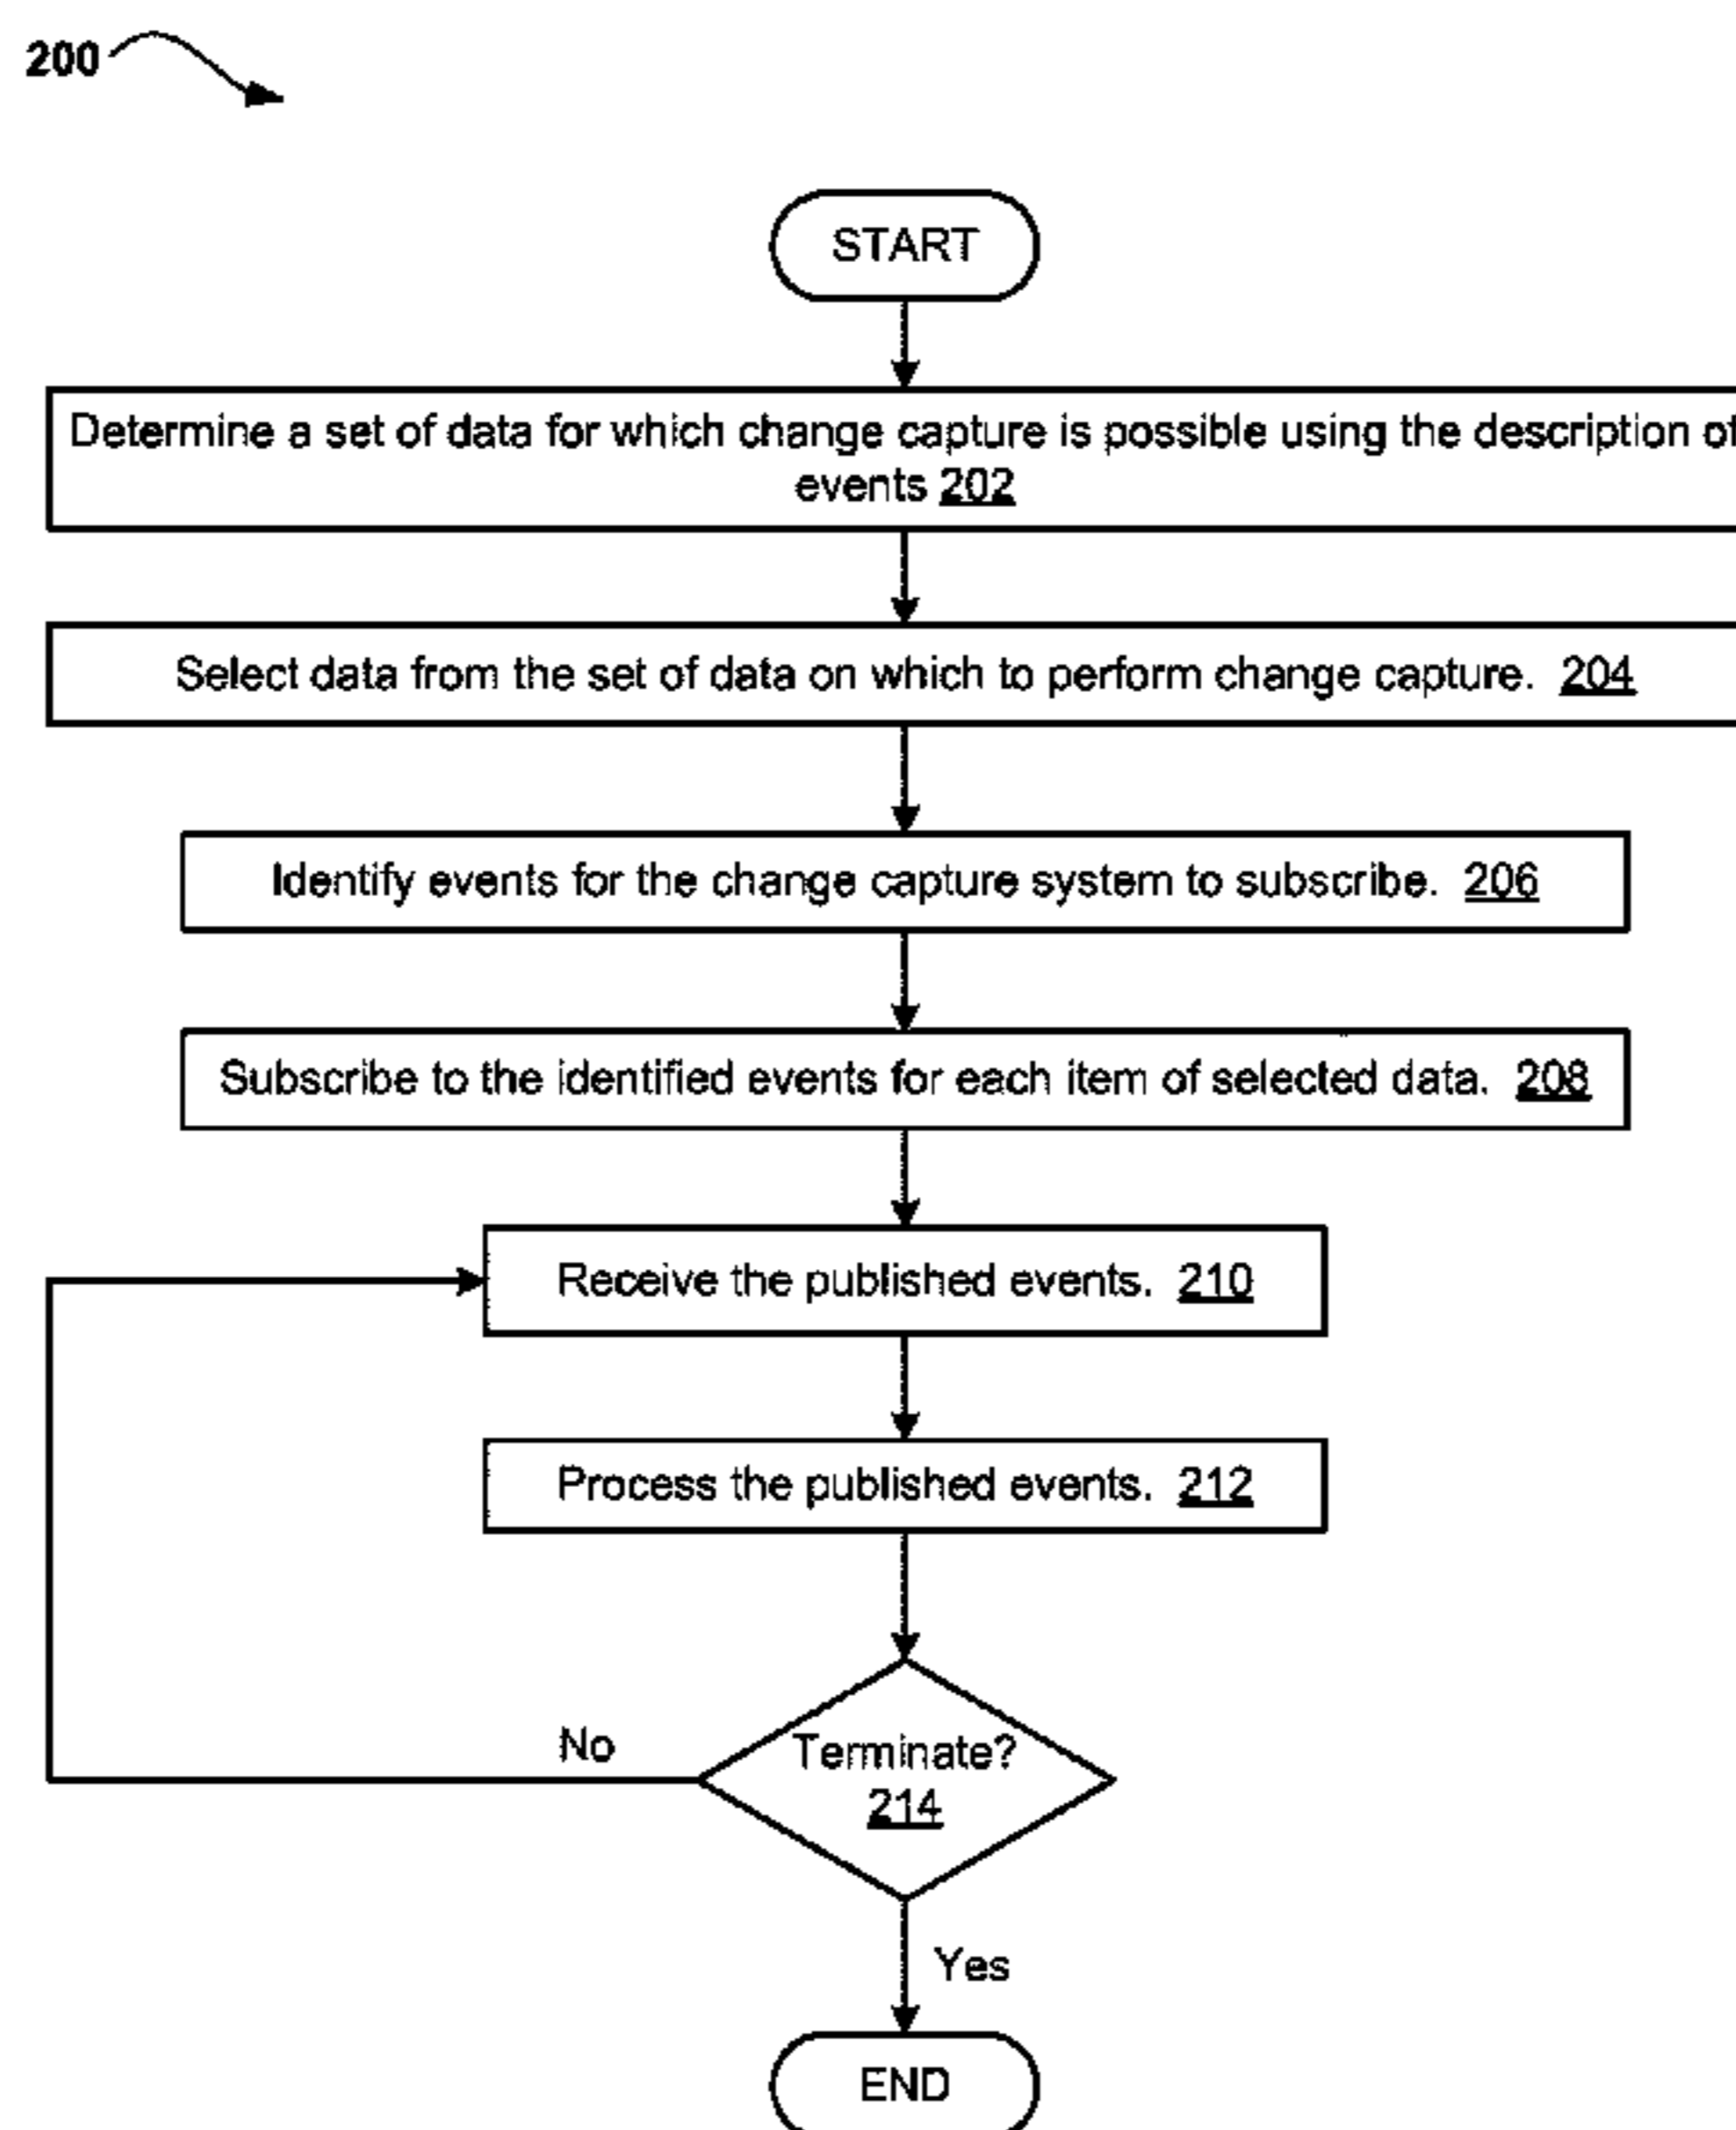 200
START
Determine a set of data for which change capture is possible using the description of
events 202
Select data from the set of data on which to perform change capture. 204
Identify events for the change capture system to subscribe. 206
Subscribe to the identified events for each item of selected data. 208
Receive the published events. 210
Process the published events. 212
No
Terminate?
214
Yes
END